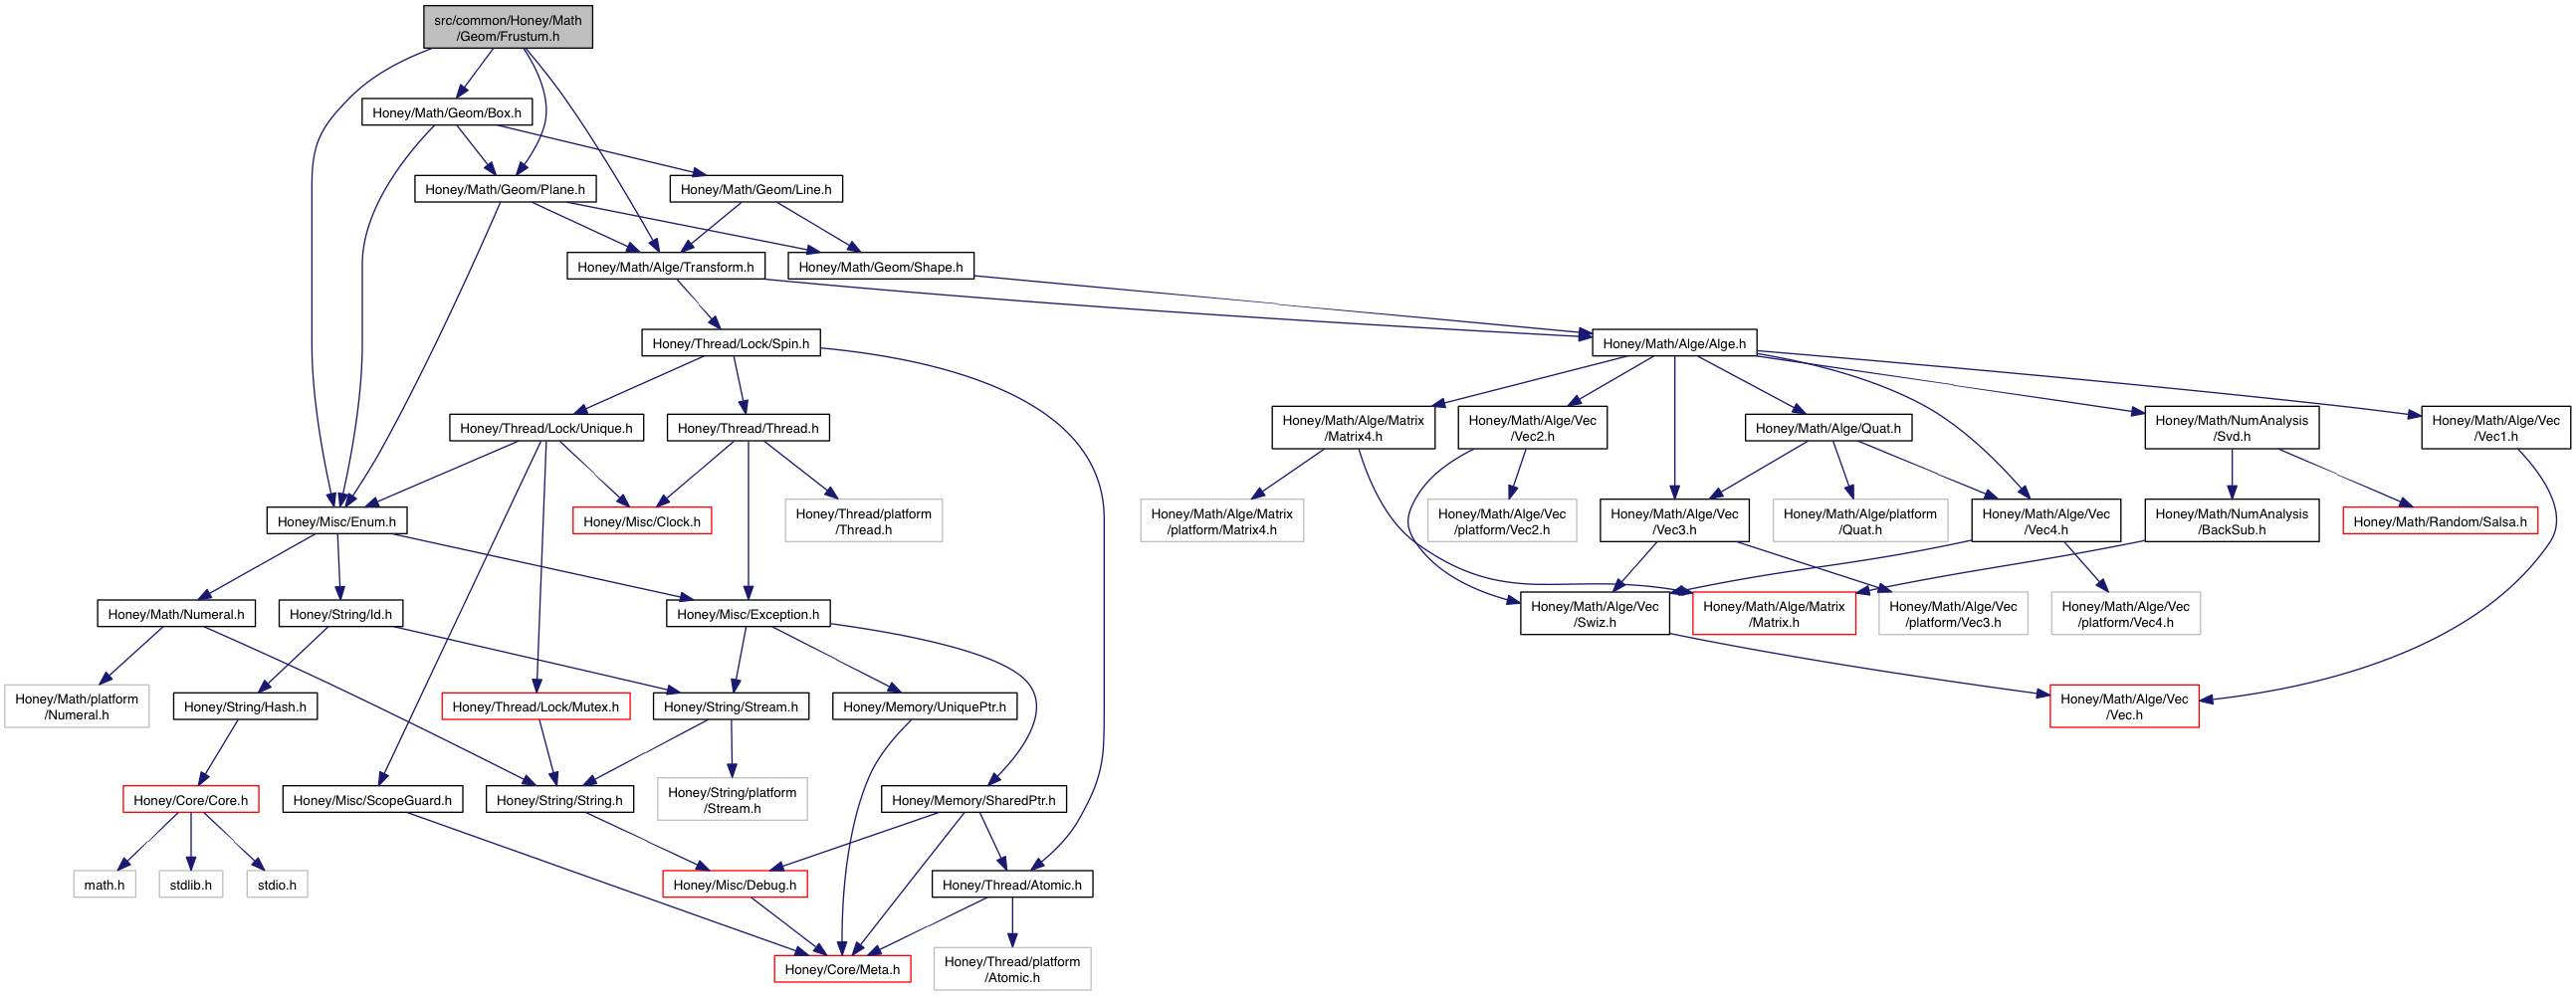 src/common/Honey/Math
/Geom/Frustum.h
Honey/Math/Geom/Box.h
Honey/Math/Geom/Plane.h
Honey/Math/Geom/Line.h
Honey/Math/Alge/Transform.h
Honey/Math/Geom/Shape.h
Honey/Thread/Lock/Spin.h
Honey/Math/Alge/Alge.h
Honey/Thread/Lock/Unique.h
Honey/Thread/Thread.h
Honey/Math/Alge/Matrix
/Matrix4.h
Honey/Math/Alge/Vec
/Vec2.h
Honey/Math/Alge/Quat.h
Honey/Math/NumAnalysis
/Svd.h
Honey/Math/Alge/Vec
/Vec1.h
Honey/Misc/Enum.h
Honey/Misc/Clock.h
Honey/Thread/platform
/Thread.h
Honey/Math/Alge/Matrix
/platform/Matrix4.h
Honey/Math/Alge/Vec
/platform/Vec2.h
Honey/Math/Alge/Vec
/Vec3.h
Honey/Math/Alge/platform
/Quat.h
Honey/Math/Alge/Vec
/Vec4.h
Honey/Math/NumAnalysis
/BackSub.h
Honey/Math/Random/Salsa.h
Honey/Math/Numeral.h
Honey/String/Id.h
Honey/Misc/Exception.h
Honey/Math/Alge/Vec
/Swiz.h
Honey/Math/Alge/Matrix
/Matrix.h
Honey/Math/Alge/Vec
/platform/Vec3.h
Honey/Math/Alge/Vec
/platform/Vec4.h
Honey/Math/platform
/Numeral.h
Honey/String/Hash.h
Honey/Thread/Lock/Mutex.h
Honey/String/Stream.h
Honey/Memory/UniquePtr.h
Honey/Math/Alge/Vec
/Vec.h
Honey/Core/Core.h
Honey/Misc/ScopeGuard.h
Honey/String/String.h
Honey/String/platform
/Stream.h
Honey/Memory/SharedPtr.h
math.h
stdlib.h
stdio.h
Honey/Misc/Debug.h
Honey/Thread/Atomic.h
Honey/Core/Meta.h
Honey/Thread/platform
/Atomic.h